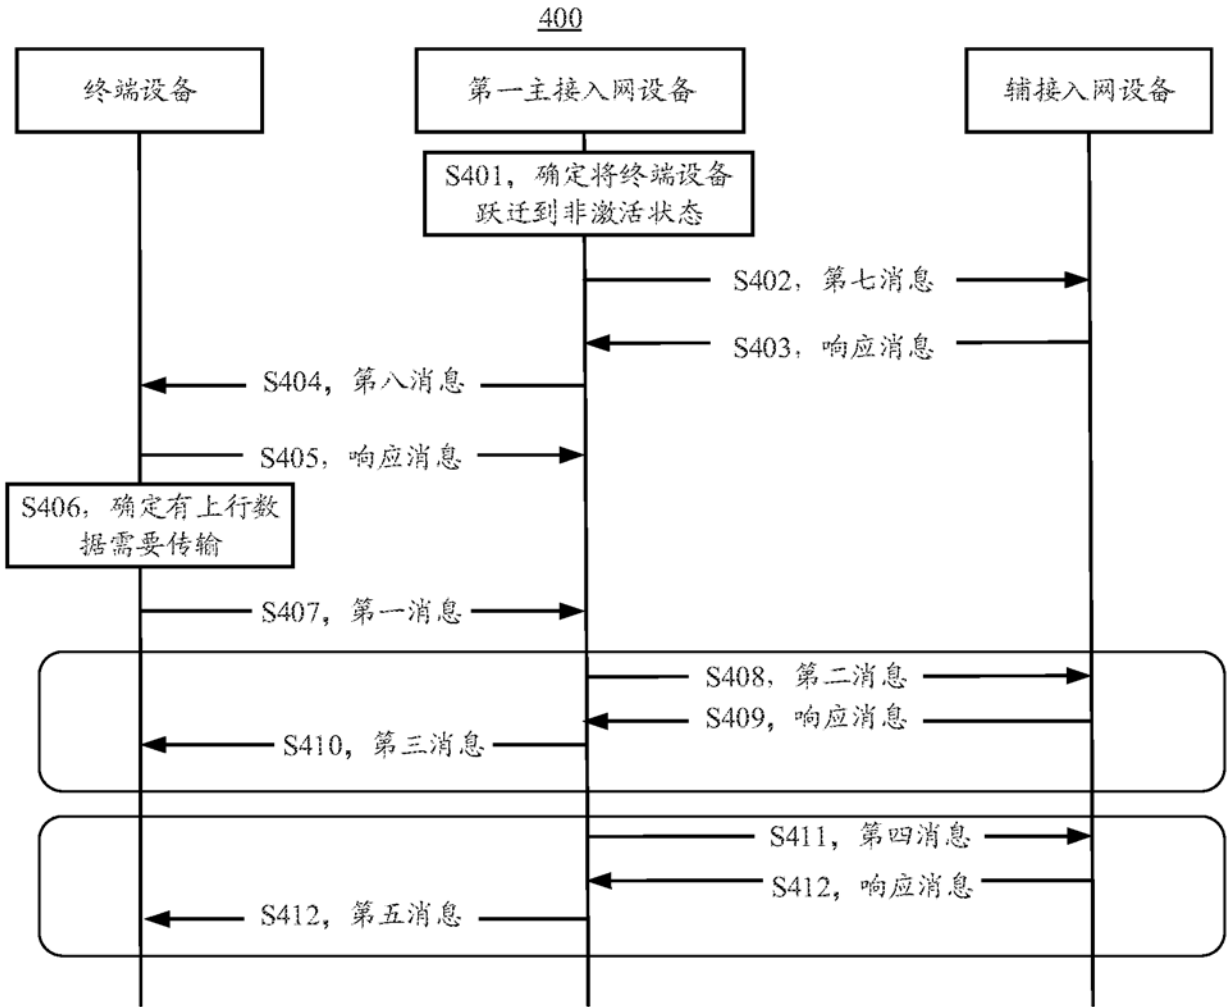 400
终端设备
第一主接入网设备
辅接入网设备
S401，确定将终端设备
跃迁到非激活状态
S402，第七消息
S403，响应消息
S404，第八消息
S405，响应消息
S406，确定有上行数
据需要传输
S407，第一消息
S408，第二消息
S409，响应消息
S410，第三消息
S411，第四消息
S412，响应消息
S412，第五消息